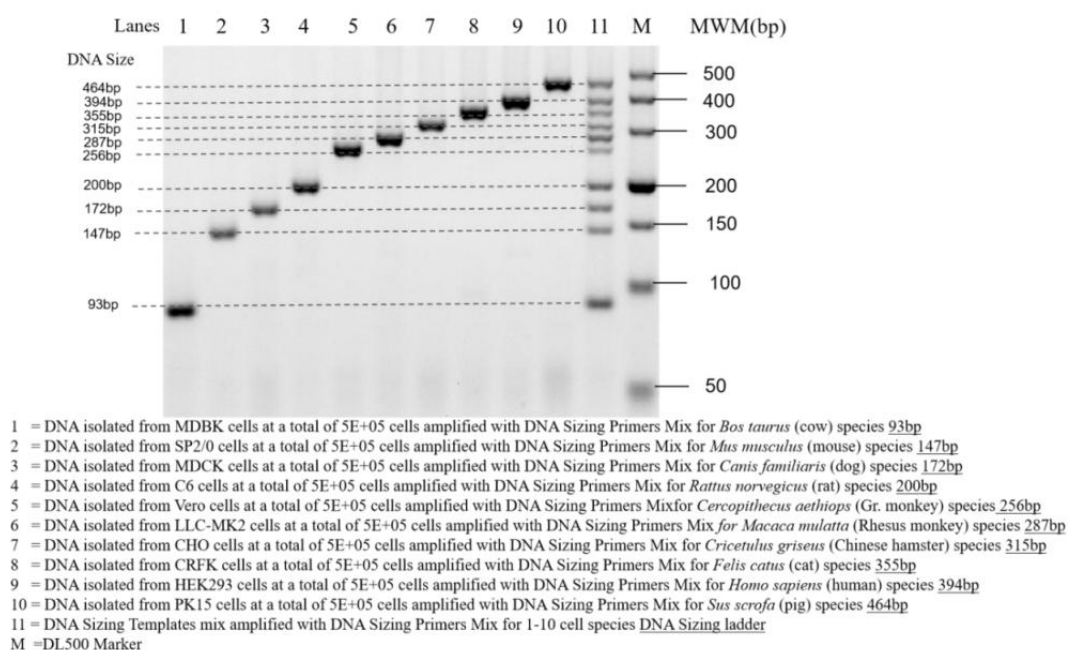 Lanes 1 2 3 4 5 6 7 8 9 10 11 M MWM(bp)
DNA Size
500
464bp
394bp
400
355bp
315bp
300
287bp
256bp
200bp
200
172bp
150
147bp
100
93bp
50
1 = DNA isolated from MDBK cells at a total of 5E+05 cells amplified with DNA Sizing Primers Mix for Bos taurus (cow) species 93bp
2 = DNA isolated from SP2/0 cells at a total of 5E+05 cells amplified with DNA Sizing Primers Mix for Mus musculus (mouse) species 147bp
3 = DNA isolated from MDCK cells at a total of 5E+05 cells amplified with DNA Sizing Primers Mix for Canis familiaris (dog) species 172bp
4 = DNA isolated from C6 cells at a total of 5E+05 cells amplified with DNA Sizing Primers Mix for Rattus norvegicus (rat) species 200bp
5 = DNA isolated from Vero cells at a total of 5E+05 cells amplified with DNA Sizing Primers Mixfor Cercopithecus aethiops (Gr. monkey) species 256bp
6 = DNA isolated from LLC-MK2 cells at a total of 5E+05 cells amplified with DNA Sizing Primers Mix for Macaca mulatta (Rhesus monkey) species 287bp
7 = DNA isolated from CHO cells at a total of 5E+05 cells amplified with DNA Sizing Primers Mix for Cricetulus griseus (Chinese hamster) species 315bp
8 = DNA isolated from CRFK cells at a total of 5E+05 cells amplified with DNA Sizing Primers Mix for Felis catus (cat) species 355bp
9 = DNA isolated from HEK293 cells at a total of 5E+05 cells amplified with DNA Sizing Primers Mix for Homo sapiens (human) species 394bp
10 = DNA isolated from PK15 cells at a total of 5E+05 cells amplified with DNA Sizing Primers Mix for Sus scrofa (pig) species 464bp
11 = DNA Sizing Templates mix amplified with DNA Sizing Primers Mix for 1-10 cell species DNA Sizing ladder
M =DL500 Marker